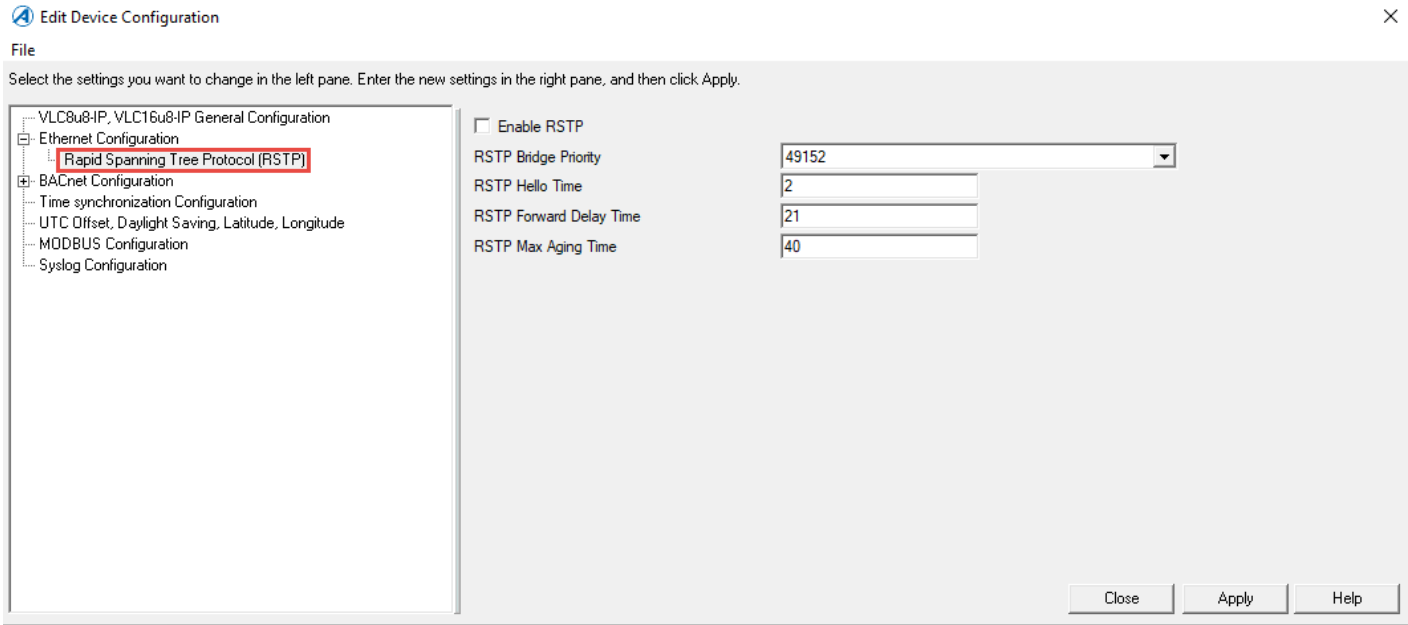 Edit Device Configuration
File
Select the settings you want to change in the left pane. Enter the new settings in the right pane, and then click Apply.
VLC8u8-IP, VLC16u8-IP General Configuration
Ethernet Configuration
Rapid Spanning Tree Protocol (RSTP)
BACnet Configuration
Time synchronization Configuration
UTC Offset, Daylight Saving, Latitude, Longitude
MODBUS Configuration
Syslog Configuration
Enable RSTP
RSTP Bridge Priority 49152
RSTP Hello Time 2
RSTP Forward Delay Time 21
RSTP Max Aging Time 40
Close Apply Help